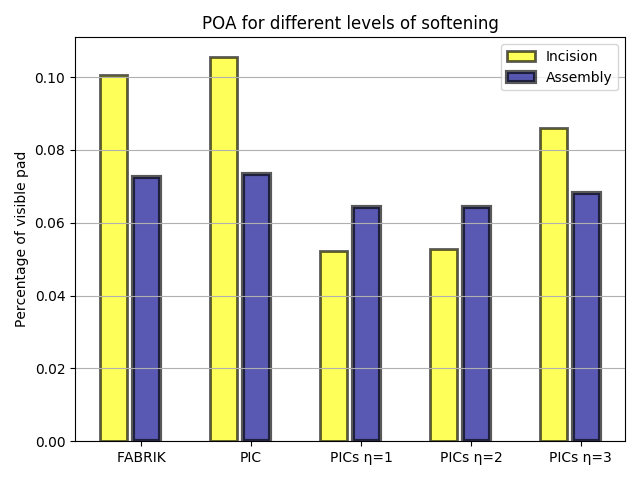 POA for different levels of softening
Incision
Assembly
Percentage of visible pad
0.10
0.08
0.06
0.04
0.02
0.00
FABRIK
PIC
PICs η=1
PICs η=2
PICs η=3